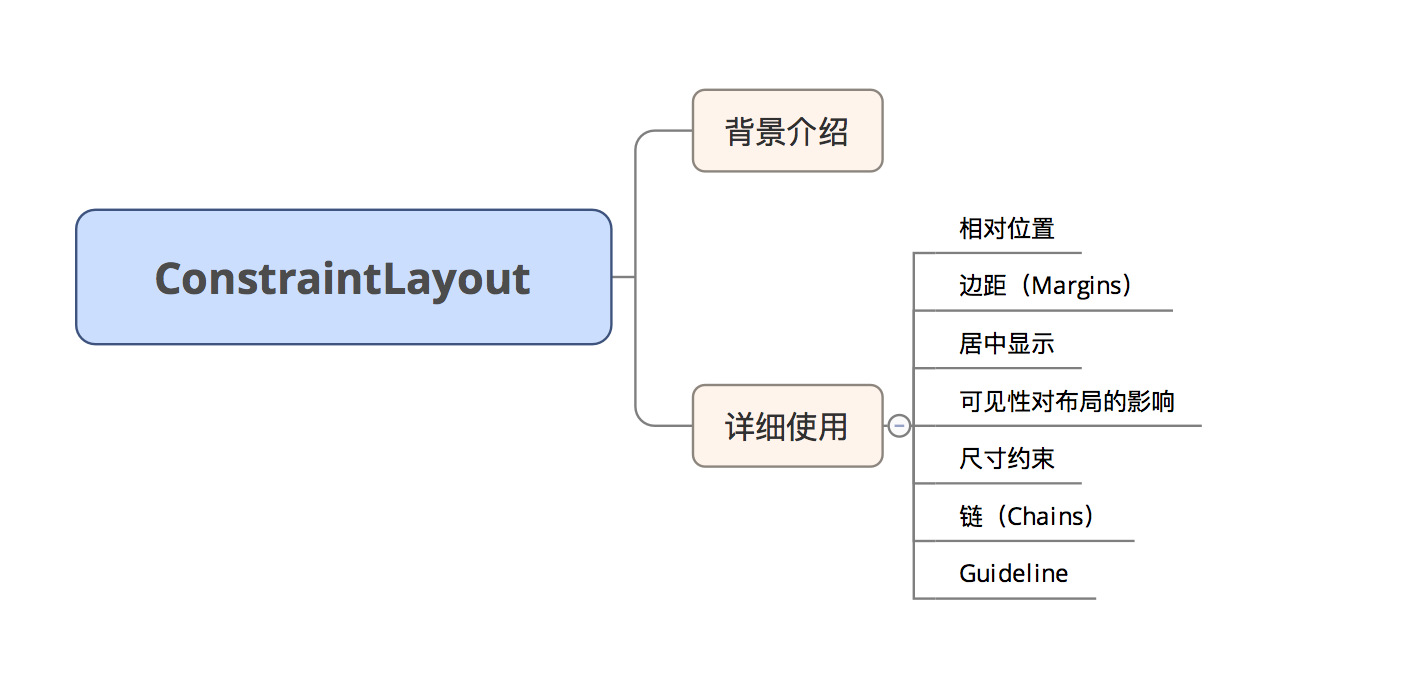 ConstraintLayout
背景介绍
详细使用
相对位置
边距（Margins）
居中显示
可见性对布局的影响
尺寸约束
链（Chains）
Guideline